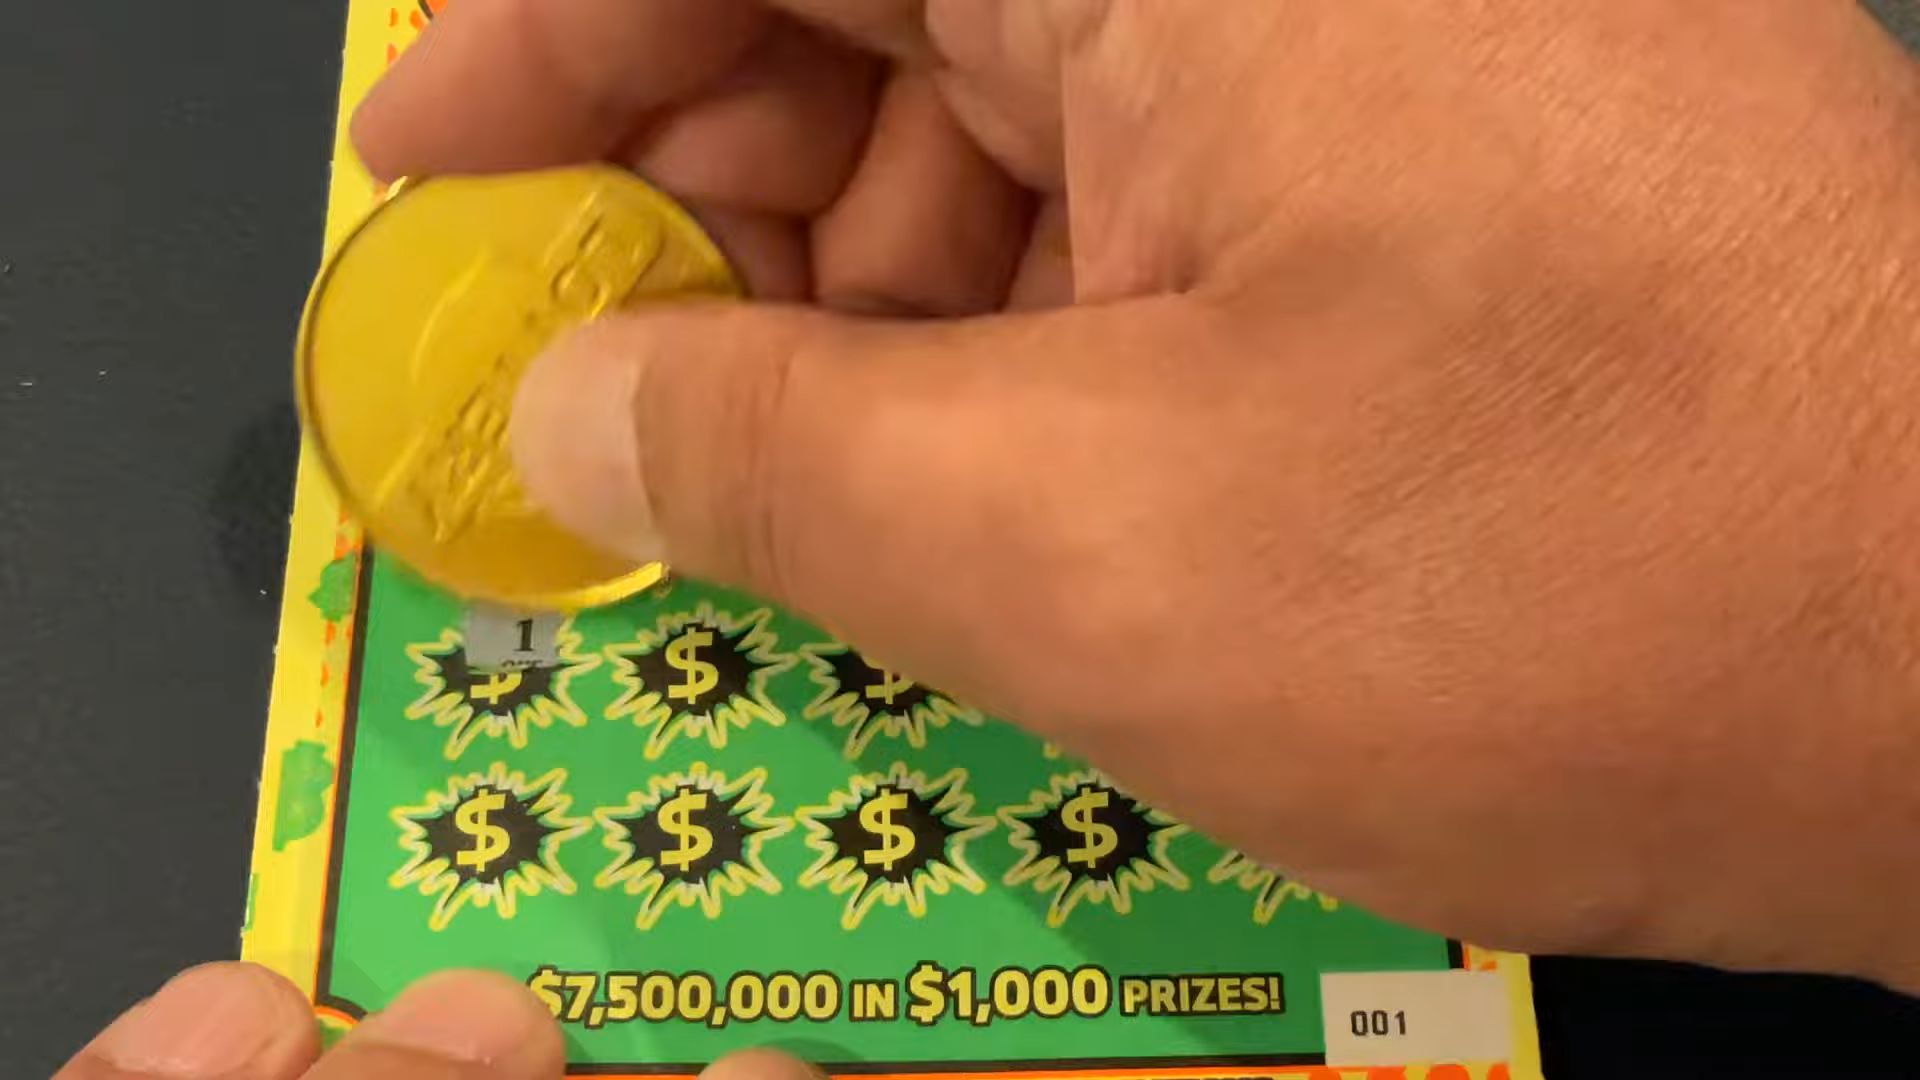 1
$ $ $
$ $ $ $
$7,500,000 IN $1,000 PRIZES!
001